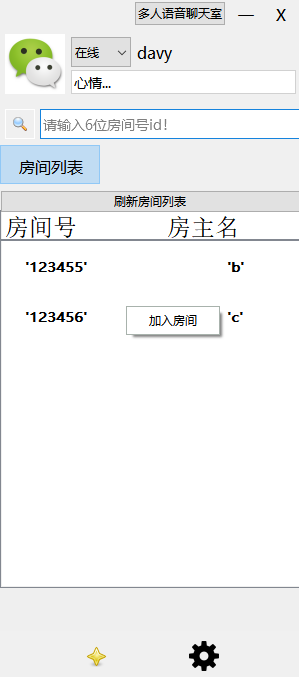 多人语音聊天室 — X
在线 davy
心情...
请输入6位房间号id!
房间列表
刷新房间列表
房间号 房主名
'123455' 'b'
'123456' 加入房间 'c'